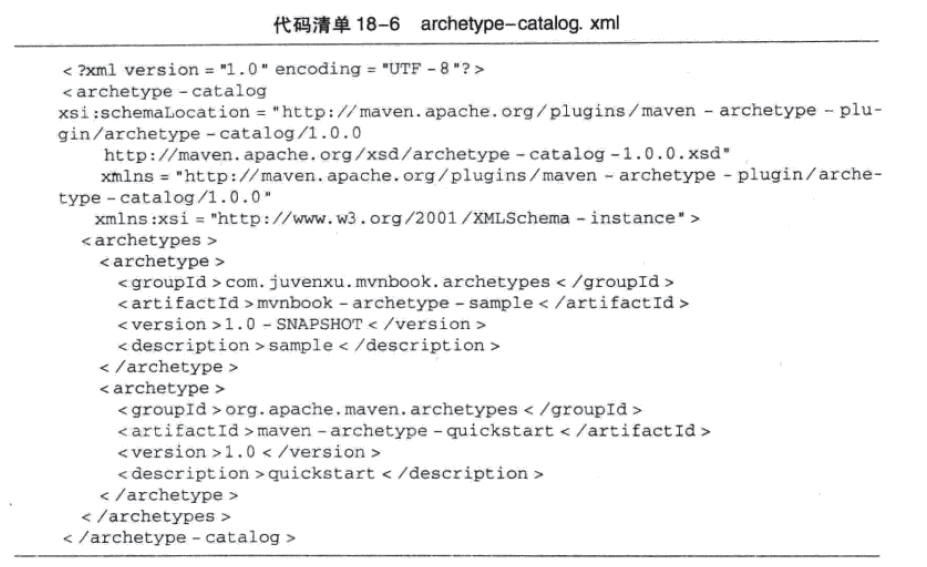 代码清单 18-6 archetype-catalog. xml
< ?xml version = "1.0" encoding = "UTF - 8"? >
< archetype - catalog
xsi:schemaLocation = "http://maven.apache.org/plugins/maven - archetype - plu-
gin/archetype - catalog/1.0.0
http://maven.apache.org/xsd/archetype - catalog -1.0.0.xsd"
xmlns = "http://maven.apache.org/plugins/maven - archetype - plugin/arche-
type - catalog/1.0.0"
xmlns:xsi = "http://www.w3.org/2001/XMLSchema - instance" >
< archetypes >
< archetype >
< groupId > com.juvenxu.mvnbook.archetypes < /groupId >
< artifactId > mvnbook - archetype - sample < /artifactId >
< version >1.0 - SNAPSHOT < /version >
< description > sample < /description >
< /archetype >
< archetype >
< groupId > org.apache.maven.archetypes < /groupId >
< artifactId > maven - archetype - quickstart < /artifactId >
< version >1.0 < /version >
< description > quickstart < /description >
< /archetype >
< /archetypes >
< /archetype - catalog >